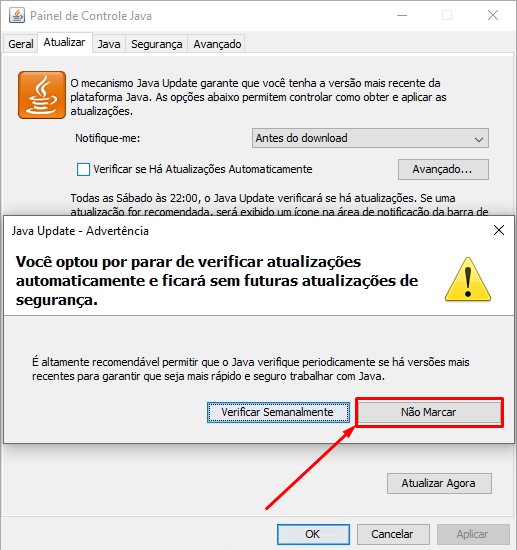 Painel de Controle Java
Geral Atualizar Java Segurança Avançado
O mecanismo Java Update garante que você tenha a versão mais recente da
plataforma Java. As opções abaixo permitem controlar como obter e aplicar as
atualizações.
Notifique-me: Antes do download
Verificar se Há Atualizações Automaticamente Avançado...
Todas as Sábado às 22:00, o Java Update verificará se há atualizações. Se uma
atualização for recomendada, será exibido um ícone na área de notificação da barra de
Java Update - Advertência
Você optou por parar de verificar atualizações
automaticamente e ficará sem futuras atualizações de
segurança.
É altamente recomendável permitir que o Java verifique periodicamente se há versões mais
recentes para garantir que seja mais rápido e seguro trabalhar com Java.
Verificar Semanalmente Não Marcar
Atualizar Agora
OK Cancelar Aplicar